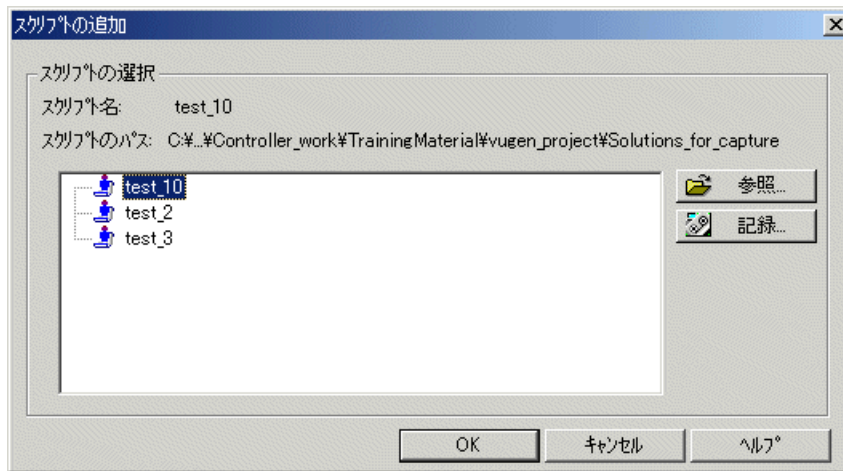 スクリプトの追加
スクリプトの選択
スクリプト名: test_10
スクリプトのパス: C:¥...¥Controller_work¥TrainingMaterial¥vugen_project¥Solutions_for_capture
test_10
test_2
test_3
参照...
記録...
OK
キャンセル
ヘルプ